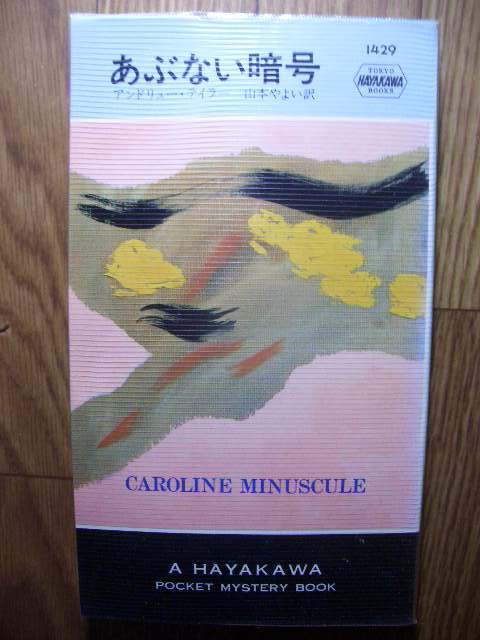 1429
あぶない暗号
アンドリュー・テイラー 山本やよい訳
TOKYO
HAYAKAWA
BOOKS
CAROLINE MINUSCULE
A HAYAKAWA
POCKET MYSTERY BOOK